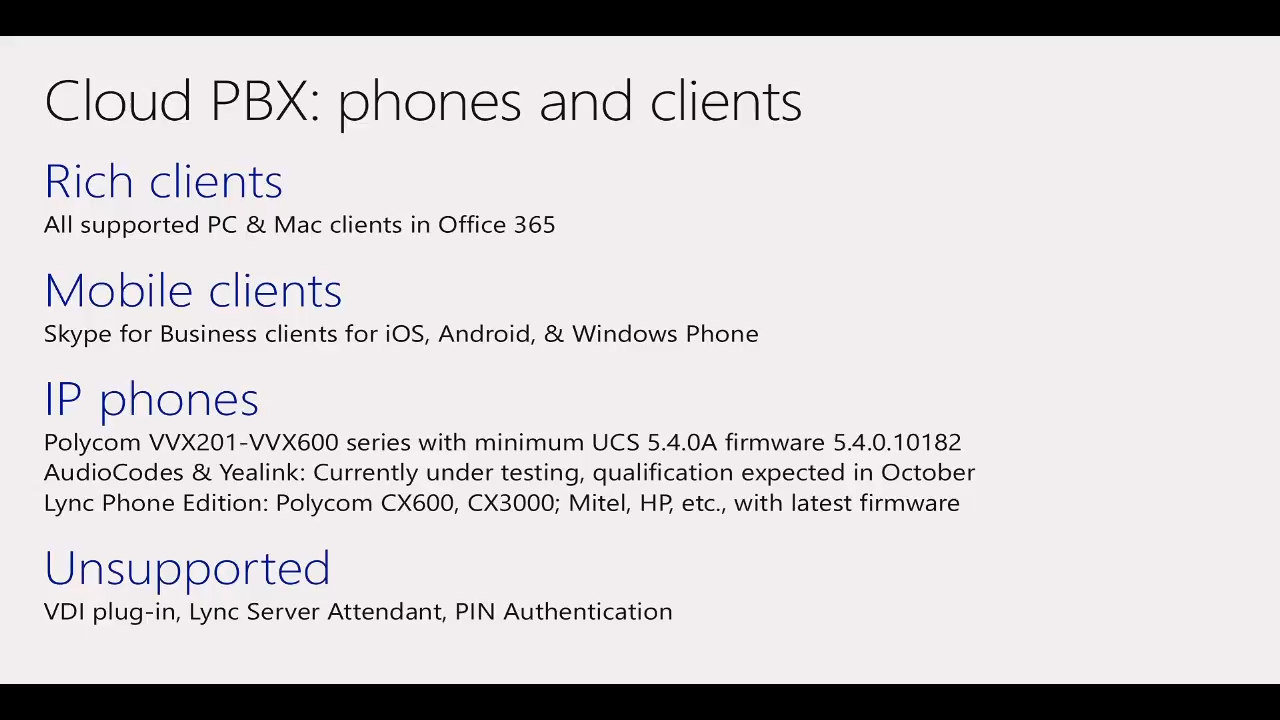 Cloud PBX: phones and clients
Rich clients
All supported PC & Mac clients in Office 365
Mobile clients
Skype for Business clients for iOS, Android, & Windows Phone
IP phones
Polycom VVX201-VVX600 series with minimum UCS 5.4.0A firmware 5.4.0.10182
AudioCodes & Yealink: Currently under testing, qualification expected in October
Lync Phone Edition: Polycom CX600, CX3000; Mitel, HP, etc., with latest firmware
Unsupported
VDI plug-in, Lync Server Attendant, PIN Authentication